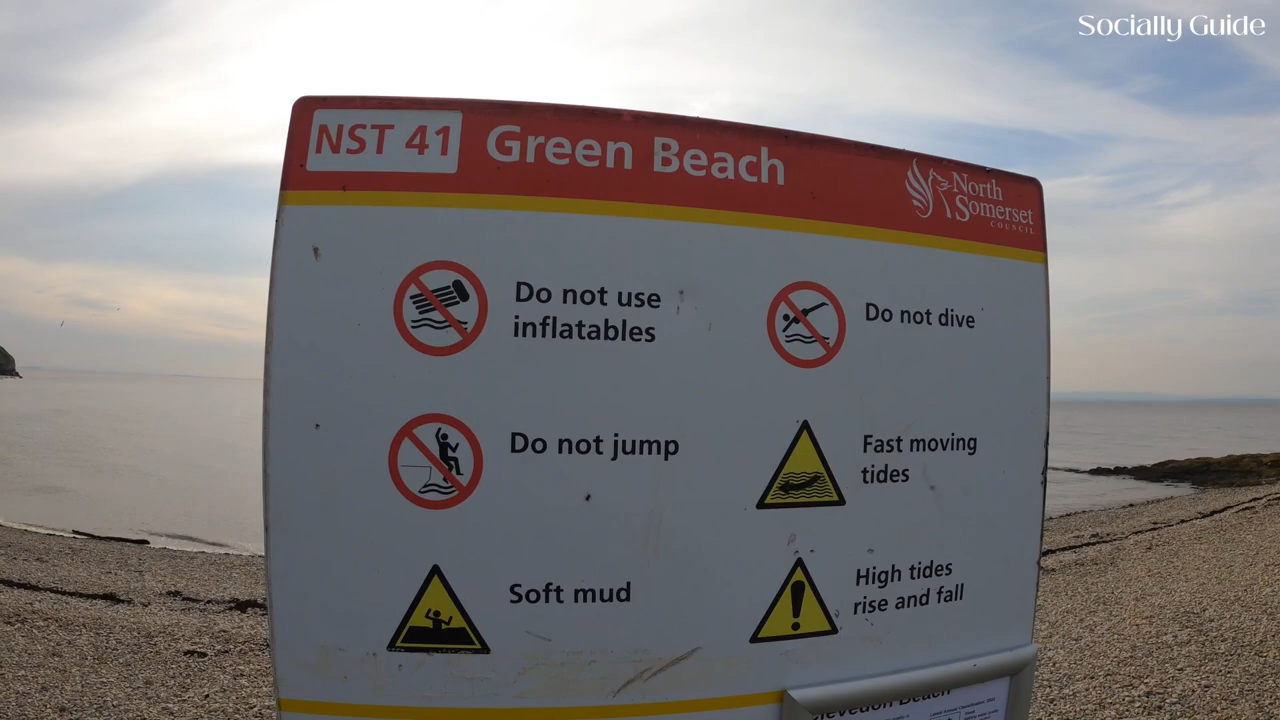 Socially Guide
NST 41
Green Beach
North
Somerset
COUNCIL
Do not use
inflatables
Do not dive
Do not jump
Fast moving
tides
Soft mud
High tides
rise and fall
Beach